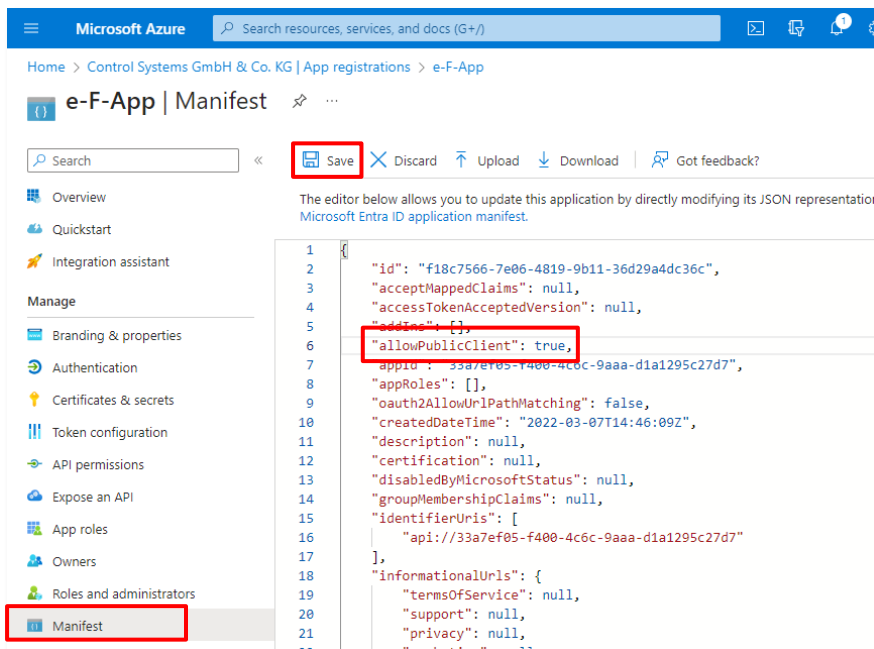 Microsoft Azure
Search resources, services, and docs (G+/)
1
Home > Control Systems GmbH & Co. KG | App registrations > e-F-App
e-F-App | Manifest
...
Search
«
Save
Discard
Upload
Download
Got feedback?
Overview
Quickstart
Integration assistant
Manage
Branding & properties
Authentication
Certificates & secrets
Token configuration
API permissions
Expose an API
App roles
Owners
Roles and administrators
Manifest
The editor below allows you to update this application by directly modifying its JSON representation
Microsoft Entra ID application manifest.
1 {
2 "id": "f18c7566-7e06-4819-9b11-36d29a4dc36c",
3 "acceptMappedClaims": null,
4 "accessTokenAcceptedVersion": null,
5 "addIns": [],
6 "allowPublicClient": true,
7 "appId": "33a7ef05-f400-4c6c-9aaa-d1a1295c27d7",
8 "appRoles": [],
9 "oauth2AllowUrlPathMatching": false,
10 "createdDateTime": "2022-03-07T14:46:09Z",
11 "description": null,
12 "certification": null,
13 "disabledByMicrosoftStatus": null,
14 "groupMembershipClaims": null,
15 "identifierUris": [
16 "api://33a7ef05-f400-4c6c-9aaa-d1a1295c27d7"
17 ],
18 "informationalUrls": {
19 "termsOfService": null,
20 "support": null,
21 "privacy": null,